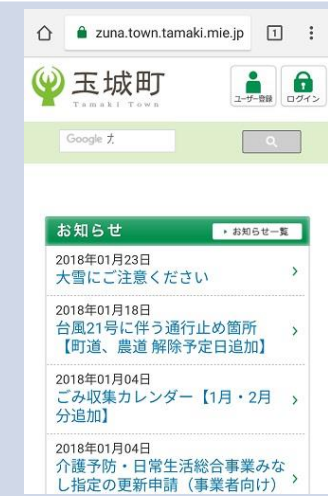 zuna.town.tamaki.mie.jp 1
玉城町
Tamaki Town
ユーザー登録
ログイン
Google カ
お知らせ
お知らせ一覧
2018年01月23日
大雪にご注意ください
2018年01月18日
台風21号に伴う通行止め箇所
【町道、農道 解除予定日追加】
2018年01月04日
ごみ収集カレンダー【1月・2月
分追加】
2018年01月04日
介護予防・日常生活総合事業みな
し指定の更新申請（事業者向け）